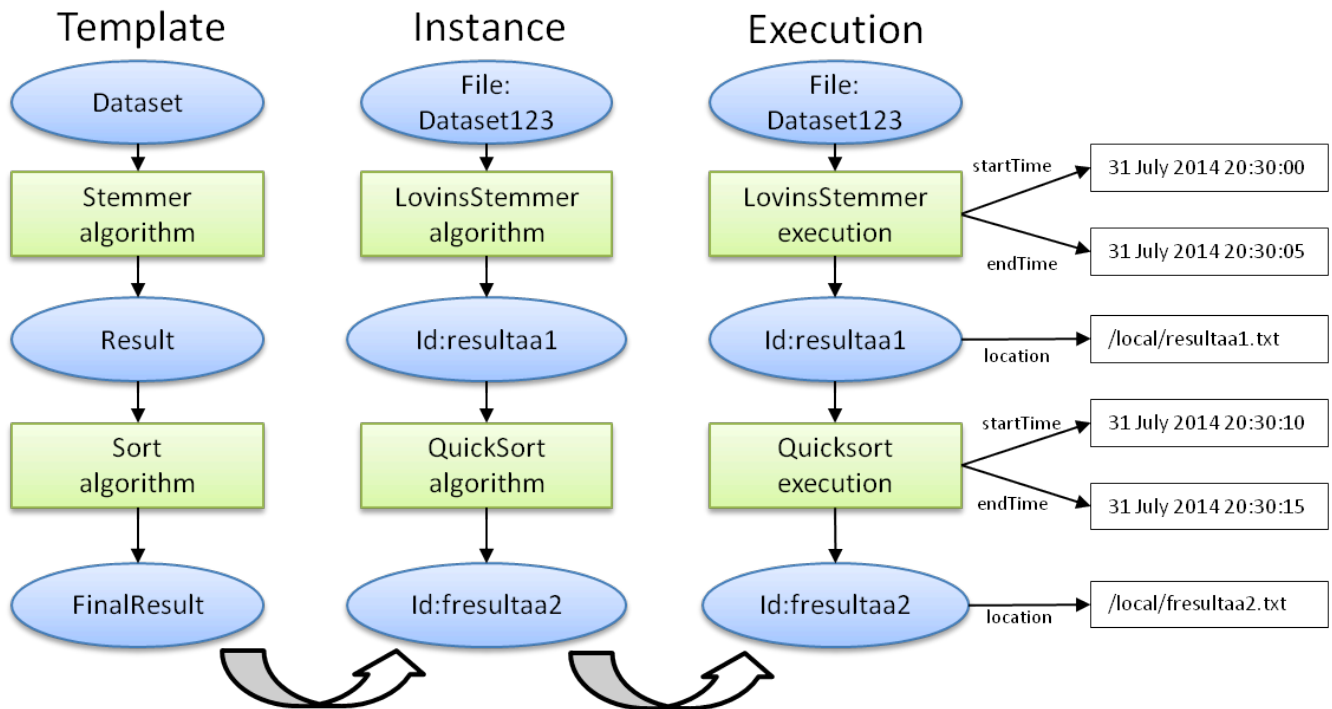 Template
Instance
Execution
Dataset
File:
Dataset123
File:
Dataset123
Stemmer
algorithm
LovinsStemmer
algorithm
LovinsStemmer
execution
startTime
31 July 2014 20:30:00
endTime
31 July 2014 20:30:05
Result
Id:resultaa1
Id:resultaa1
location
/local/resultaa1.txt
Sort
algorithm
QuickSort
algorithm
Quicksort
execution
startTime
31 July 2014 20:30:10
endTime
31 July 2014 20:30:15
FinalResult
Id:fresultaa2
Id:fresultaa2
location
/local/fresultaa2.txt